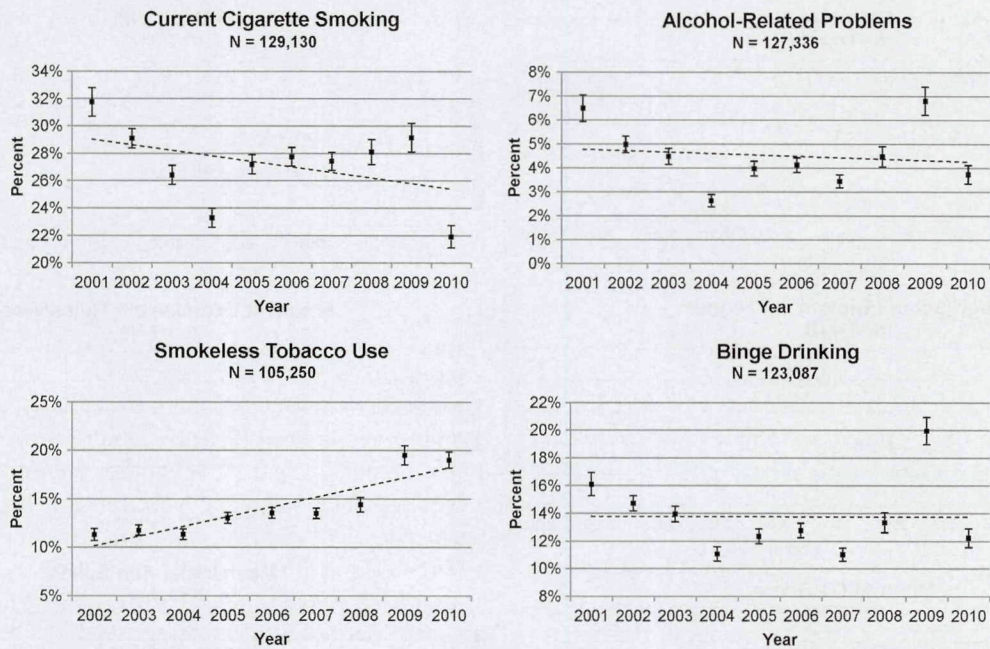 Current Cigarette Smoking
N = 129,130
34%
32%
30%
28%
26%
24%
22%
20%
Percent
2001 2002 2003 2004 2005 2006 2007 2008 2009 2010
Year
Alcohol-Related Problems
N = 127,336
8%
7%
6%
5%
4%
3%
2%
1%
0%
Percent
2001 2002 2003 2004 2005 2006 2007 2008 2009 2010
Year
Smokeless Tobacco Use
N = 105,250
25%
20%
15%
10%
5%
Percent
2002 2003 2004 2005 2006 2007 2008 2009 2010
Year
Binge Drinking
N = 123,087
22%
20%
18%
16%
14%
12%
10%
8%
Percent
2001 2002 2003 2004 2005 2006 2007 2008 2009 2010
Year